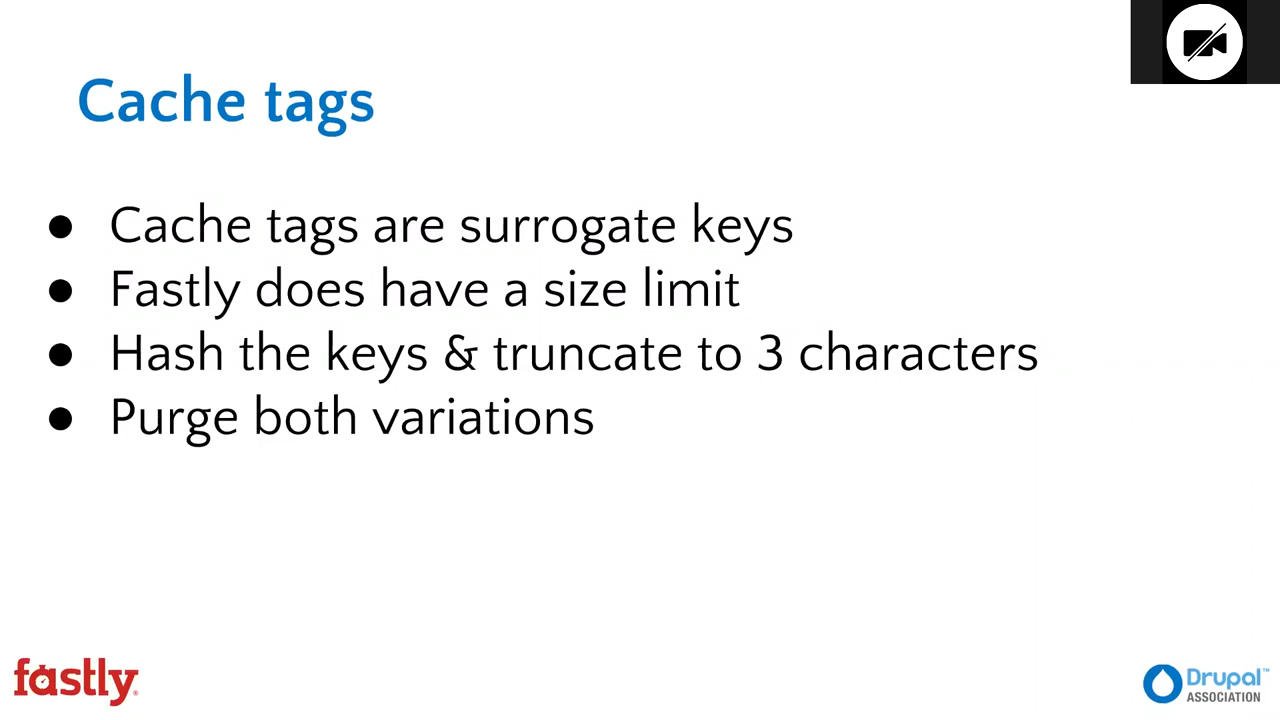 Cache tags
● Cache tags are surrogate keys
● Fastly does have a size limit
● Hash the keys & truncate to 3 characters
● Purge both variations
fastly®
Drupal™
ASSOCIATION